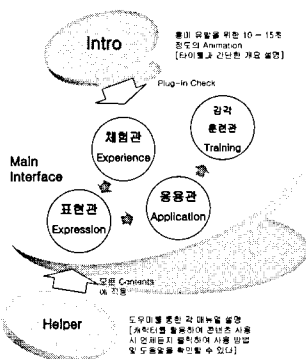 Intro
흥미 유발을 위한 10 - 15초
정도의 Animation
[타이틀과 간단한 개요 설명]
Plug-in Check
감각
훈련관
Training
체험관
Experience
Main
Interface
표현관
Expression
응용관
Application
모든 Contents
에 적용
Helper
도우미를 통한 각 메뉴얼 설명
[캐릭터를 활용하여 콘텐츠 사용
시 언제든지 클릭하여 사용 방법
및 도움말을 확인할 수 있다]